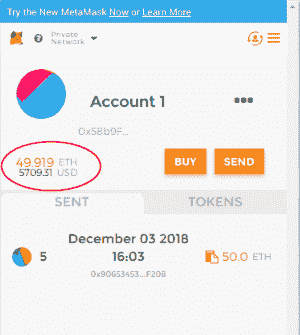 Try the New MetaMask Now or Learn More
Private
Network
Account 1
0x58b9F...
49.919 ETH
5709.31 USD
BUY
SEND
SENT
TOKENS
5
December 03 2018
16:03
0x90653453...F20B
50.0 ETH